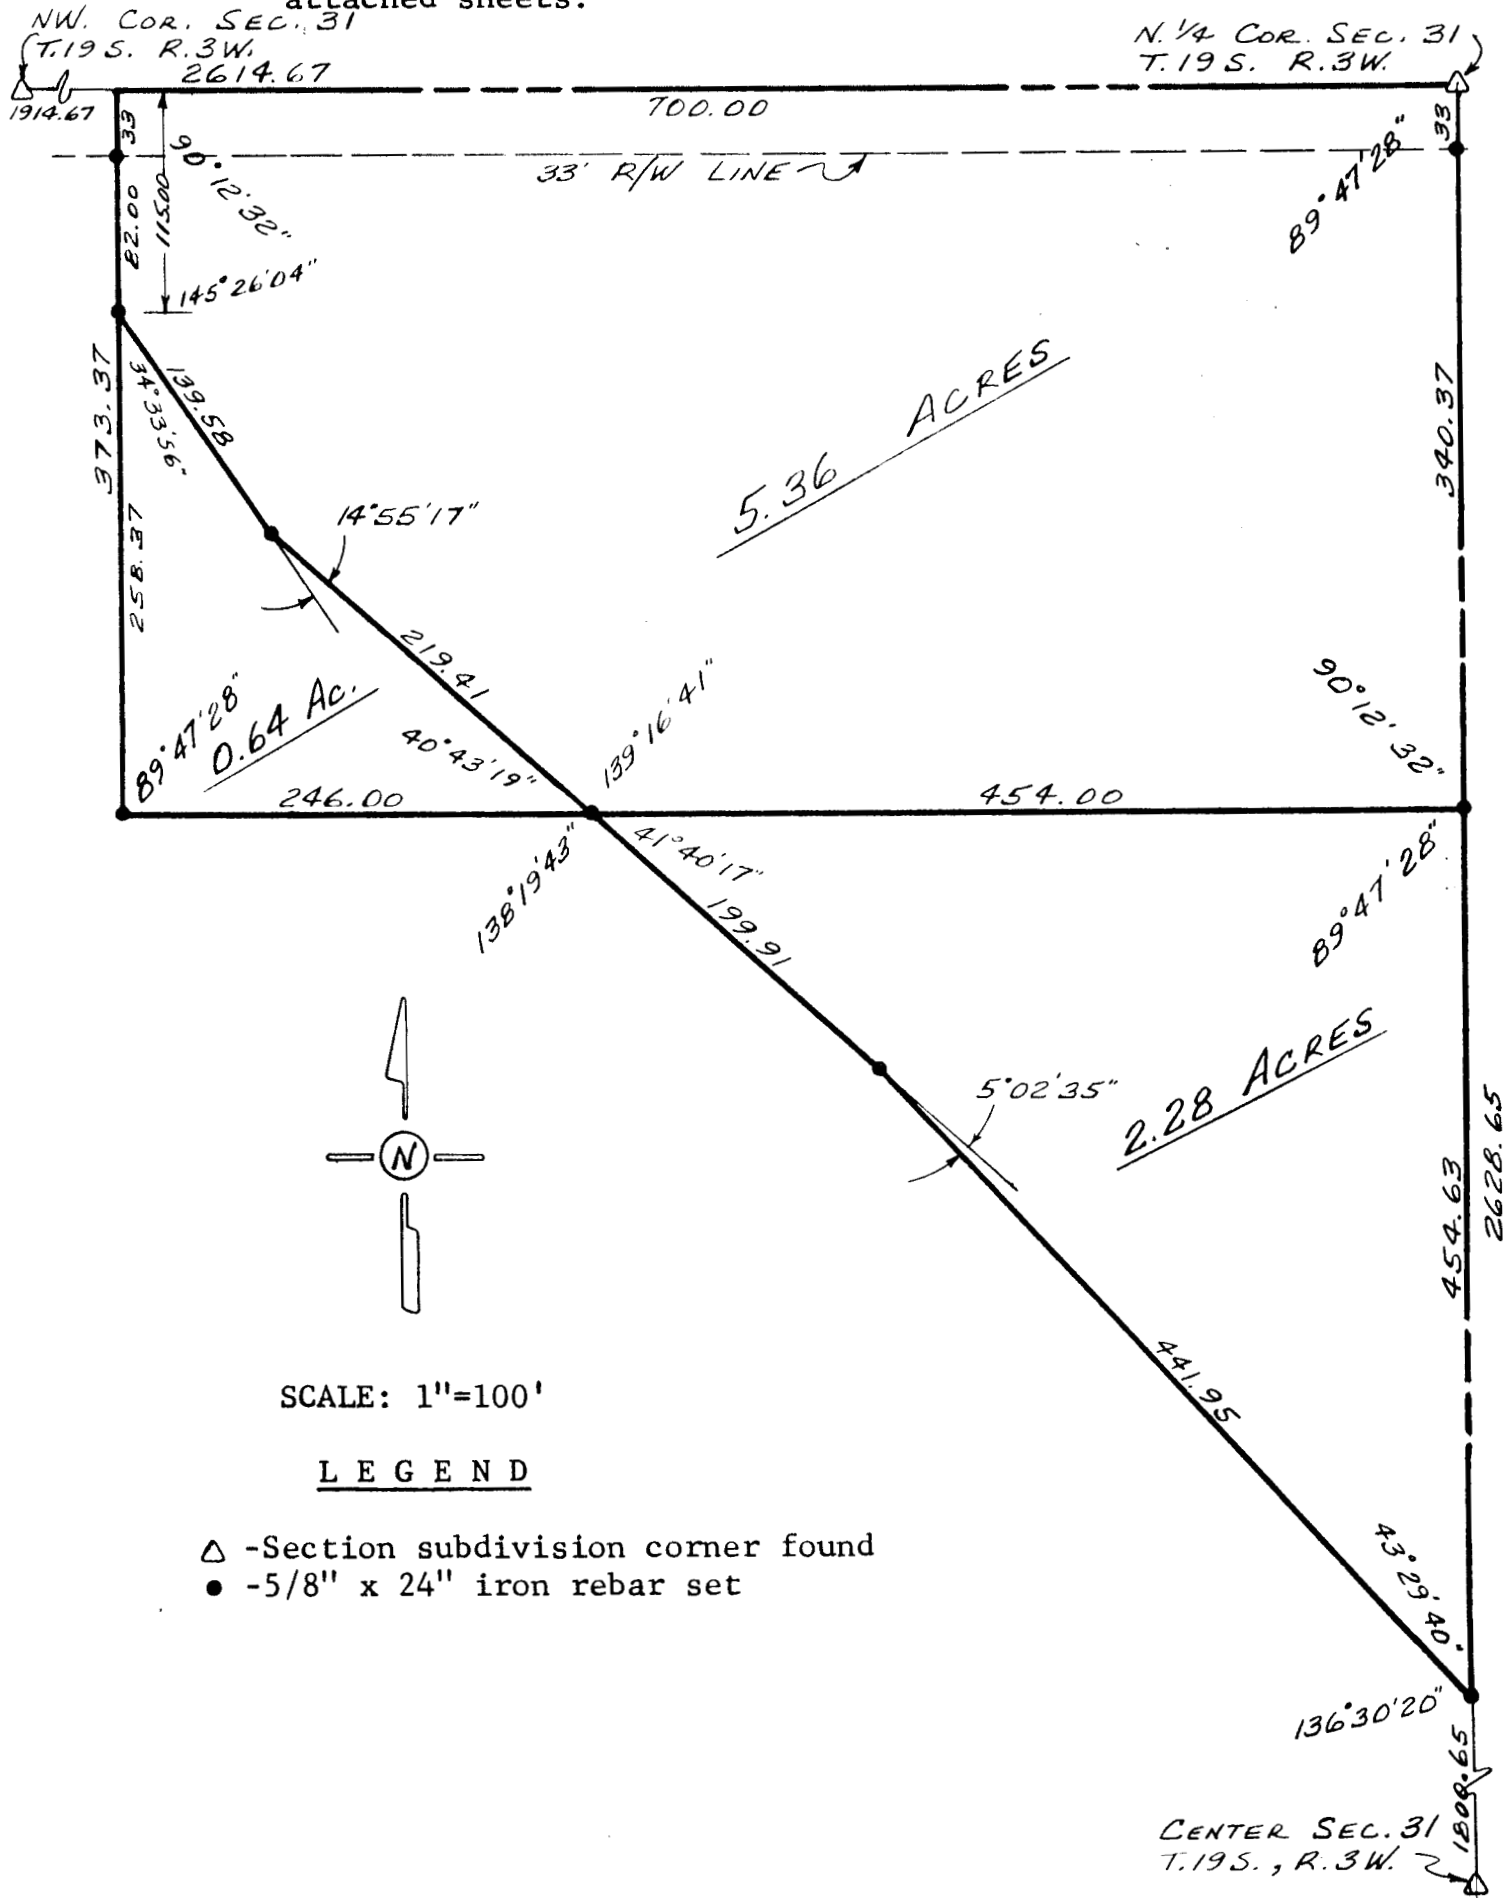 attached sheets.
NW. COR. SEC. 31
T.19 S. R.3W.
N. 1/4 COR. SEC. 31
T.19 S. R.3W.
2614.67
1914.67
700.00
33
33
90°12'32"
33' R/W LINE
89°47'28"
82.00
115.00
145°26'04"
373.37
34°33'56"
139.58
ACRES
5.36
340.37
14°55'17"
258.37
219.41
89°47'28"
0.64 Ac.
40°43'19"
139°16'41"
90°12'32"
246.00
454.00
138°19'43"
41°40'17"
199.91
89°47'28"
N
5°02'35"
2.28 ACRES
454.63
2628.65
441.95
SCALE: 1"=100'
LEGEND
-Section subdivision corner found
-5/8" x 24" iron rebar set
43°29'40"
136°30'20"
CENTER SEC. 31
T.19S., R.3W.